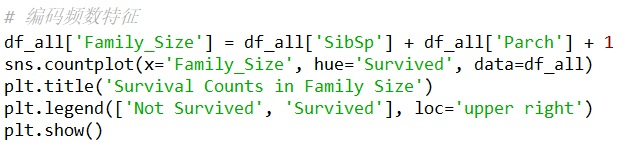 # 编码频数特征
df_all['Family_Size'] = df_all['SibSp'] + df_all['Parch'] + 1
sns.countplot(x='Family_Size', hue='Survived', data=df_all)
plt.title('Survival Counts in Family Size')
plt.legend(['Not Survived', 'Survived'], loc='upper right')
plt.show()